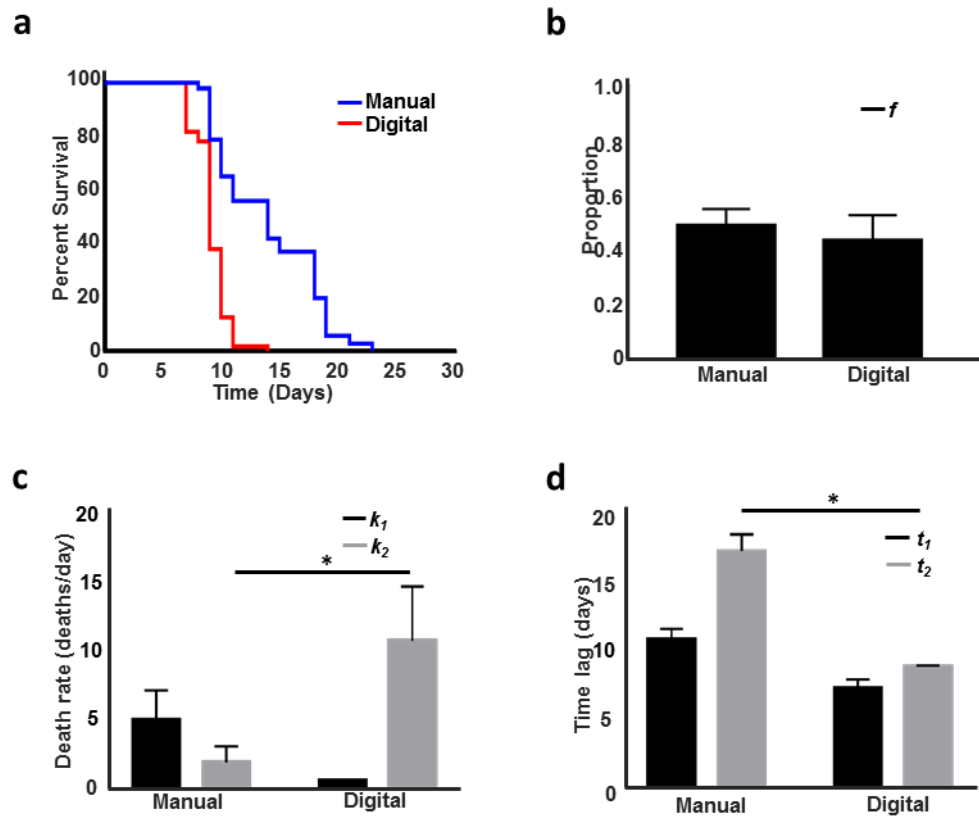 a
Percent Survival
100
80
60
40
20
0
0 5 10 15 20 25 30
Time (Days)
Manual
Digital
b
Proportion
1.0
0.8
0.6
0.4
0.2
0
f
Manual Digital
c
Death rate (deaths/day)
20
15
10
5
0
k1
k2
*
Manual Digital
d
Time lag (days)
20
15
10
5
0
*
t1
t2
Manual Digital